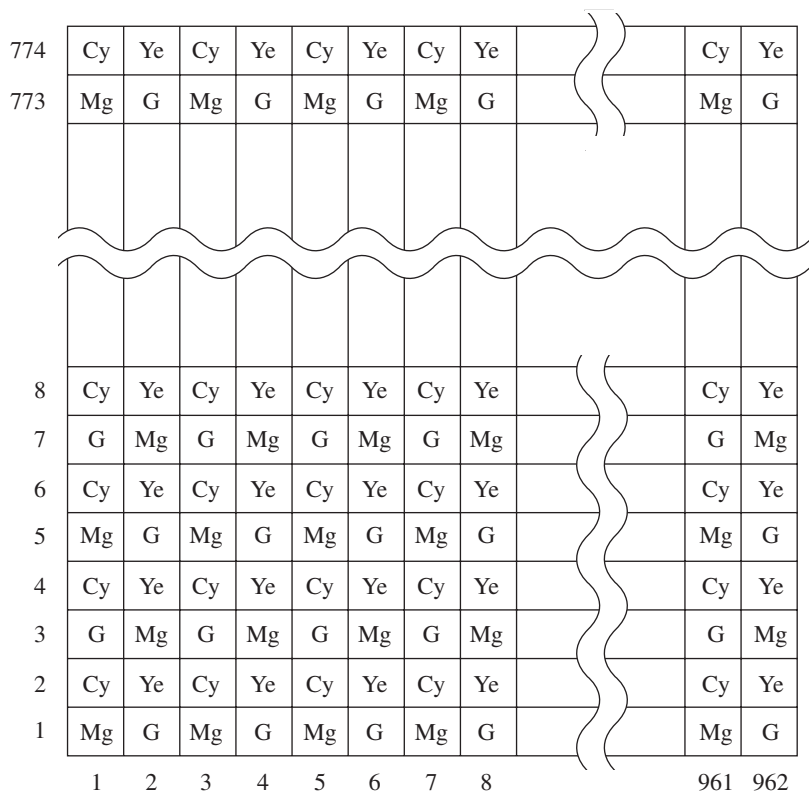 774 Cy Ye Cy Ye Cy Ye Cy Ye Cy Ye
773 Mg G Mg G Mg G Mg G Mg G
8 Cy Ye Cy Ye Cy Ye Cy Ye Cy Ye
7 G Mg G Mg G Mg G Mg G Mg
6 Cy Ye Cy Ye Cy Ye Cy Ye Cy Ye
5 Mg G Mg G Mg G Mg G Mg G
4 Cy Ye Cy Ye Cy Ye Cy Ye Cy Ye
3 G Mg G Mg G Mg G Mg G Mg
2 Cy Ye Cy Ye Cy Ye Cy Ye Cy Ye
1 Mg G Mg G Mg G Mg G Mg G
1 2 3 4 5 6 7 8 961 962